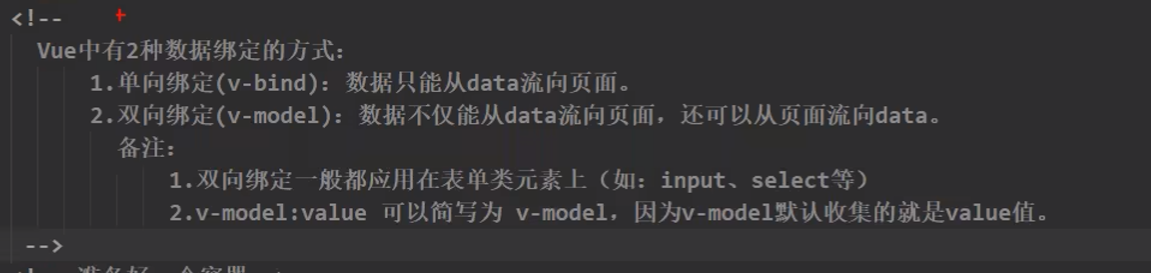 <!--
Vue中有2种数据绑定的方式：
1.单向绑定(v-bind)：数据只能从data流向页面。
2.双向绑定(v-model)：数据不仅能从data流向页面，还可以从页面流向data。
备注：
1.双向绑定一般都应用在表单类元素上（如：input、select等）
2.v-model:value 可以简写为 v-model，因为v-model默认收集的就是value值。
-->